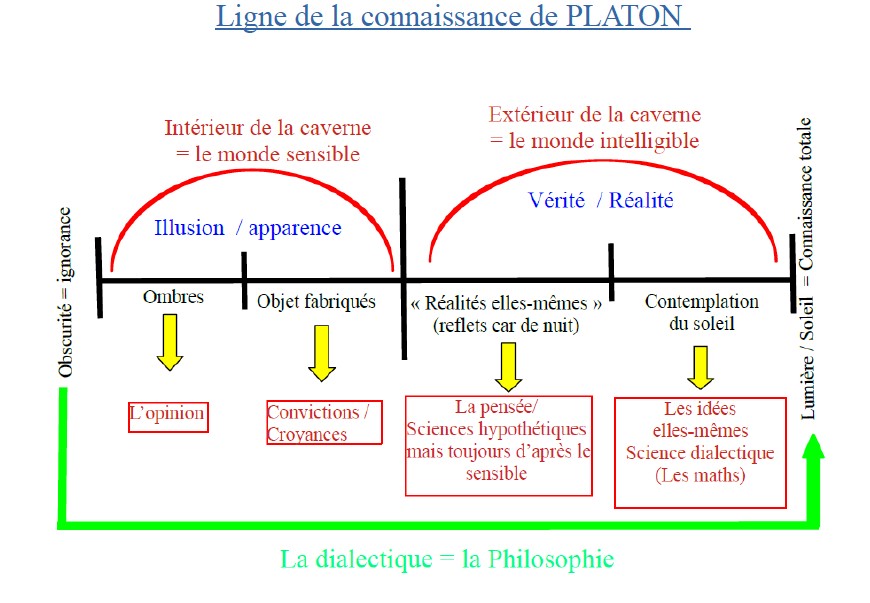 Ligne de la connaissance de PLATON
Intérieur de la caverne
= le monde sensible
Extérieur de la caverne
= le monde intelligible
Illusion / apparence
Vérité / Réalité
Obscurité = ignorance
Ombres
Objet fabriqués
« Réalités elles-mêmes »
(reflets car de nuit)
Contemplation
du soleil
Lumière / Soleil = Connaissance totale
L'opinion
Convictions /
Croyances
La pensée/
Sciences hypothétiques
mais toujours d'après le
sensible
Les idées
elles-mêmes
Science dialectique
(Les maths)
La dialectique = la Philosophie